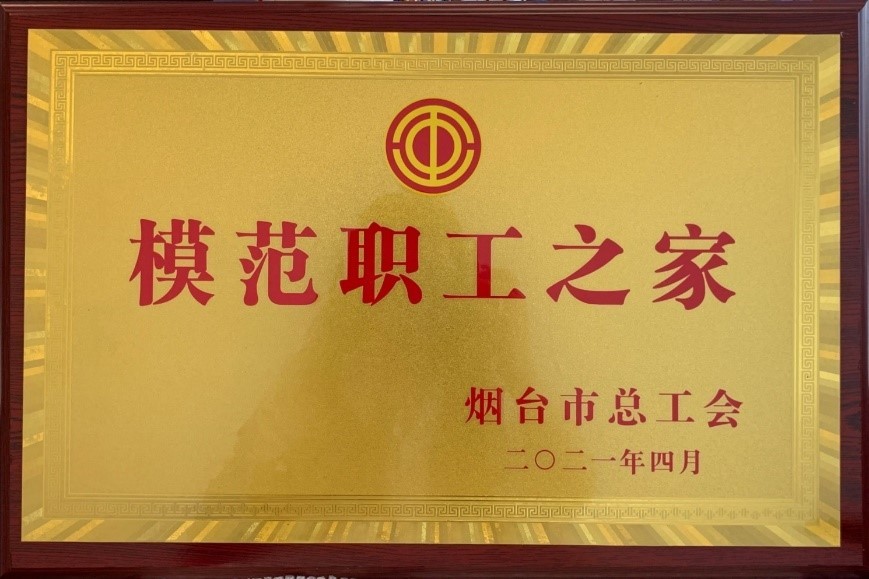 模范职工之家
烟台市总工会
二〇二一年四月